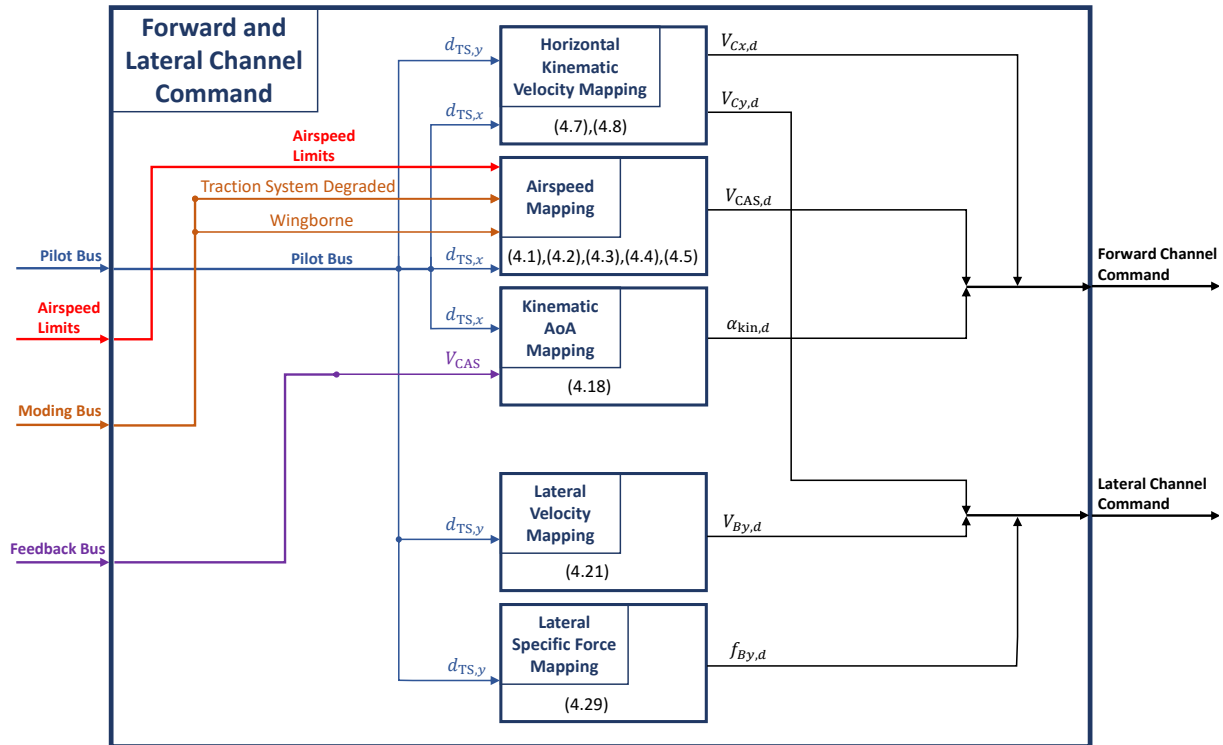 Forward and
Lateral Channel
Command
Pilot Bus
Airspeed
Limits
Moding Bus
Feedback Bus
Airspeed
Limits
Traction System Degraded
Wingborne
Pilot Bus
d_TS,y
d_TS,x
d_TS,x
d_TS,x
V_CAS
d_TS,y
d_TS,y
Horizontal
Kinematic
Velocity Mapping
(4.7),(4.8)
Airspeed
Mapping
(4.1),(4.2),(4.3),(4.4),(4.5)
Kinematic
AoA
Mapping
(4.18)
Lateral
Velocity
Mapping
(4.21)
Lateral
Specific Force
Mapping
(4.29)
V_Cx,d
V_Cy,d
V_CAS,d
α_kin,d
V_By,d
f_By,d
Forward Channel
Command
Lateral Channel
Command